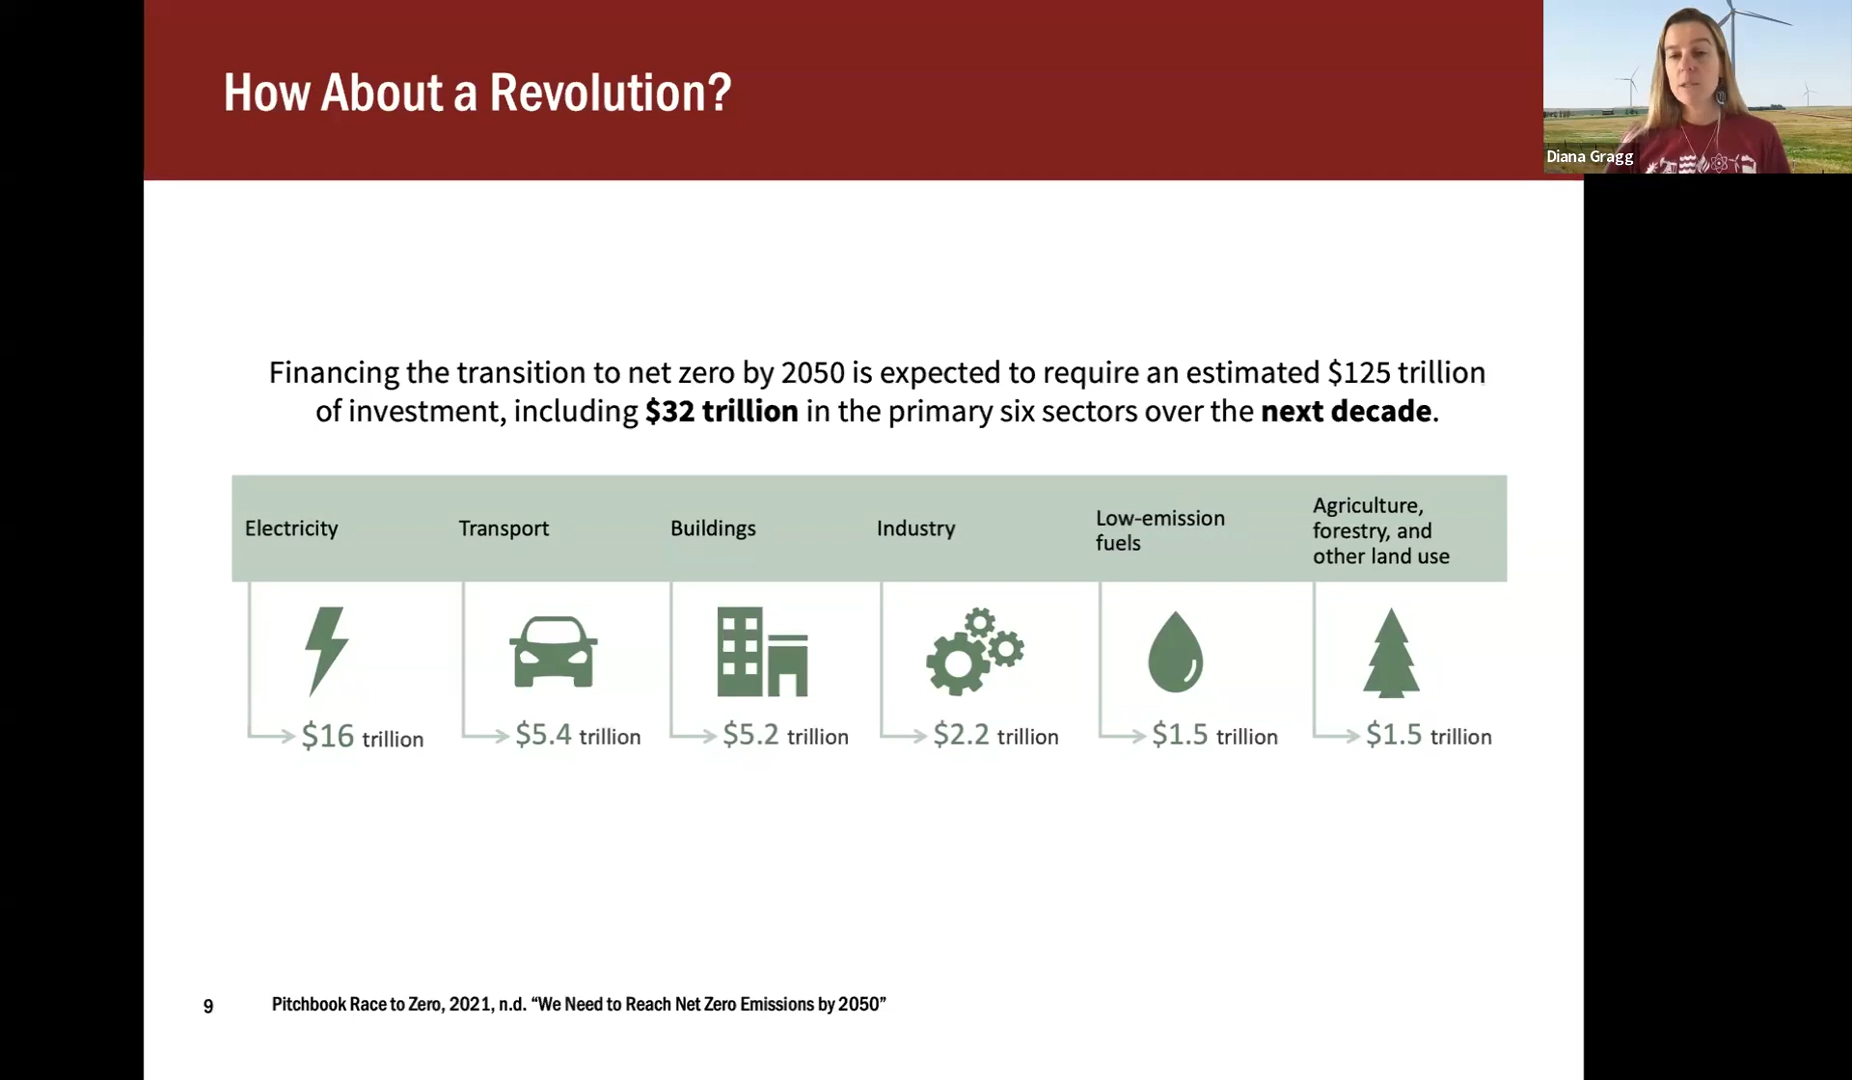 How About a Revolution?
Diana Gragg
Financing the transition to net zero by 2050 is expected to require an estimated $125 trillion
of investment, including $32 trillion in the primary six sectors over the next decade.
Electricity
Transport
Buildings
Industry
Low-emission
fuels
Agriculture,
forestry, and
other land use
$16 trillion
$5.4 trillion
$5.2 trillion
$2.2 trillion
$1.5 trillion
$1.5 trillion
9
Pitchbook Race to Zero, 2021, n.d. “We Need to Reach Net Zero Emissions by 2050”